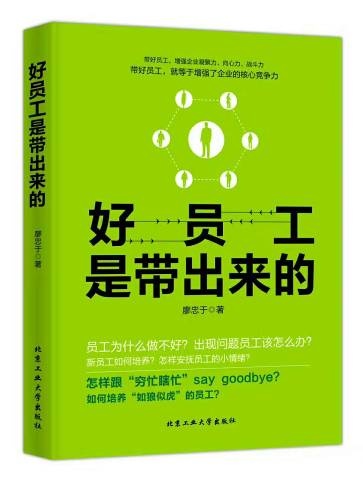 好员工是带出来的
廖忠于◎著
北京工业大学出版社
带好员工,增强企业凝聚力、向心力、战斗力
带好员工,就等于增强了企业的核心竞争力
好员工
是带出来的
廖忠于◎著
员工为什么做不好?出现问题员工该怎么办?
新员工如何培养?怎样安抚员工的小情绪?
怎样跟“穷忙瞎忙”say goodbye?
如何培养“如狼似虎”的员工?
北京工业大学出版社